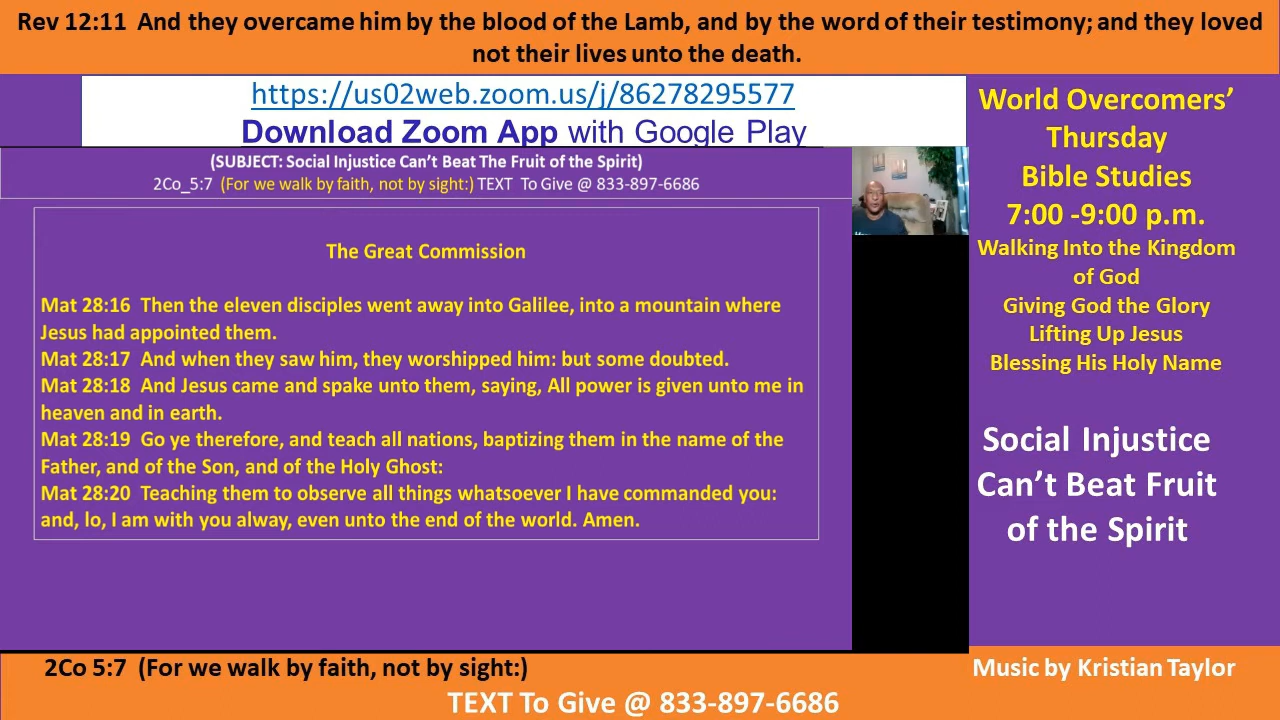 Rev 12:11  And they overcame him by the blood of the Lamb, and by the word of their testimony; and they loved
not their lives unto the death.
https://us02web.zoom.us/j/86278295577
Download Zoom App with Google Play
(SUBJECT: Social Injustice Can’t Beat The Fruit of the Spirit)
2Co_5:7  (For we walk by faith, not by sight:) TEXT  To Give @ 833-897-6686
The Great Commission
Mat 28:16  Then the eleven disciples went away into Galilee, into a mountain where
Jesus had appointed them.
Mat 28:17  And when they saw him, they worshipped him: but some doubted.
Mat 28:18  And Jesus came and spake unto them, saying, All power is given unto me in
heaven and in earth.
Mat 28:19  Go ye therefore, and teach all nations, baptizing them in the name of the
Father, and of the Son, and of the Holy Ghost:
Mat 28:20  Teaching them to observe all things whatsoever I have commanded you:
and, lo, I am with you alway, even unto the end of the world. Amen.
World Overcomers’
Thursday
Bible Studies
7:00 -9:00 p.m.
Walking Into the Kingdom
of God
Giving God the Glory
Lifting Up Jesus
Blessing His Holy Name
Social Injustice
Can’t Beat Fruit
of the Spirit
2Co 5:7  (For we walk by faith, not by sight:)
Music by Kristian Taylor
TEXT To Give @ 833-897-6686